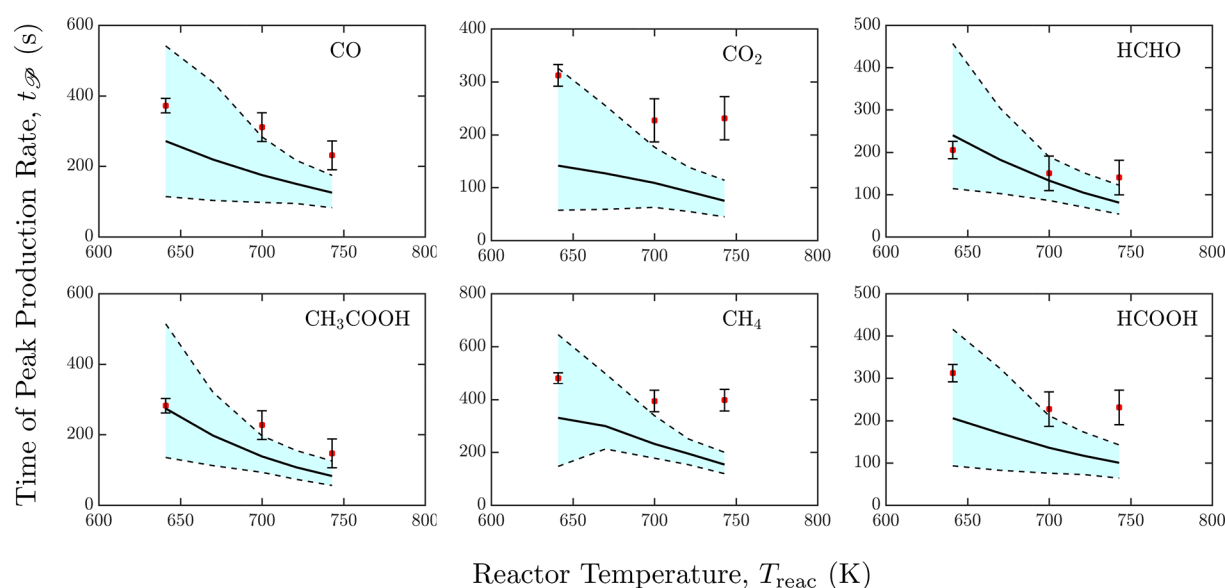 Time of Peak Production Rate, t𝒫 (s)
CO
600
400
200
0
600 650 700 750 800
CO₂
400
300
200
100
0
600 650 700 750 800
HCHO
500
400
300
200
100
0
600 650 700 750 800
CH₃COOH
600
400
200
0
600 650 700 750 800
CH₄
800
600
400
200
0
600 650 700 750 800
HCOOH
500
400
300
200
100
0
600 650 700 750 800
Reactor Temperature, Treac (K)